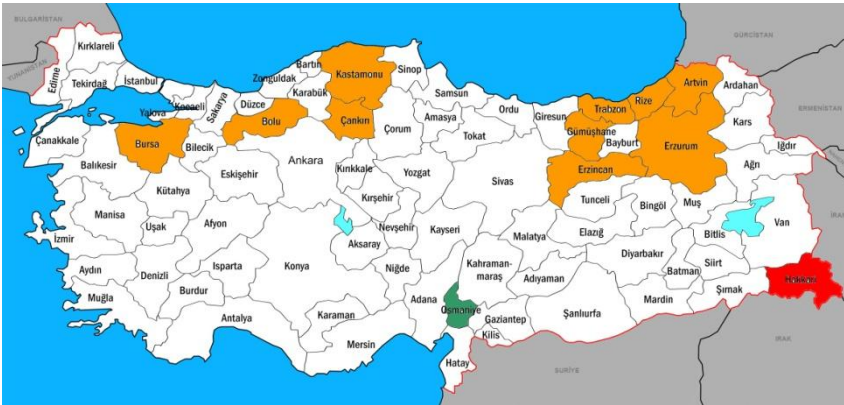 BULGARİSTAN
GÜRCİSTAN
Kırklareli
YUNANİSTAN
Edirne
Tekirdağ
İstanbul
Kocaeli
Yalova
Sakarya
Düzce
Zonguldak
Bartın
Karabük
Kastamonu
Sinop
Samsun
Ordu
Giresun
Trabzon
Rize
Artvin
Ardahan
ERMENİSTAN
Çanakkale
Bursa
Bilecik
Bolu
Çankırı
Çorum
Amasya
Tokat
Gümüşhane
Bayburt
Erzurum
Kars
Iğdır
Balıkesir
Kütahya
Eskişehir
Ankara
Kırıkkale
Yozgat
Sivas
Erzincan
Ağrı
Kırşehir
Tunceli
Bingöl
Muş
Manisa
Uşak
Afyon
Nevşehir
Kayseri
Malatya
Elazığ
Bitlis
Van
İzmir
Konya
Aksaray
Niğde
Kahraman-
maraş
Adıyaman
Diyarbakır
Batman
Siirt
Aydın
Denizli
Isparta
Burdur
Muğla
Antalya
Karaman
Mersin
Adana
Osmaniye
Gaziantep
Kilis
Hatay
Şanlıurfa
Mardin
Şırnak
Hakkari
SURİYE
IRAK